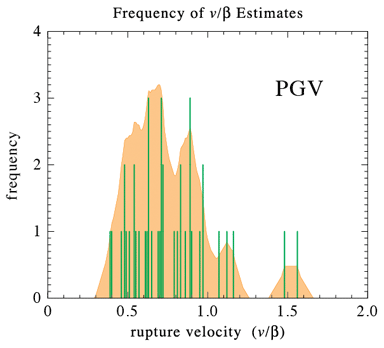 Frequency of v/β Estimates
4
3
2
1
0
frequency
PGV
0
0.5
1.0
1.5
2.0
rupture velocity (v/β)